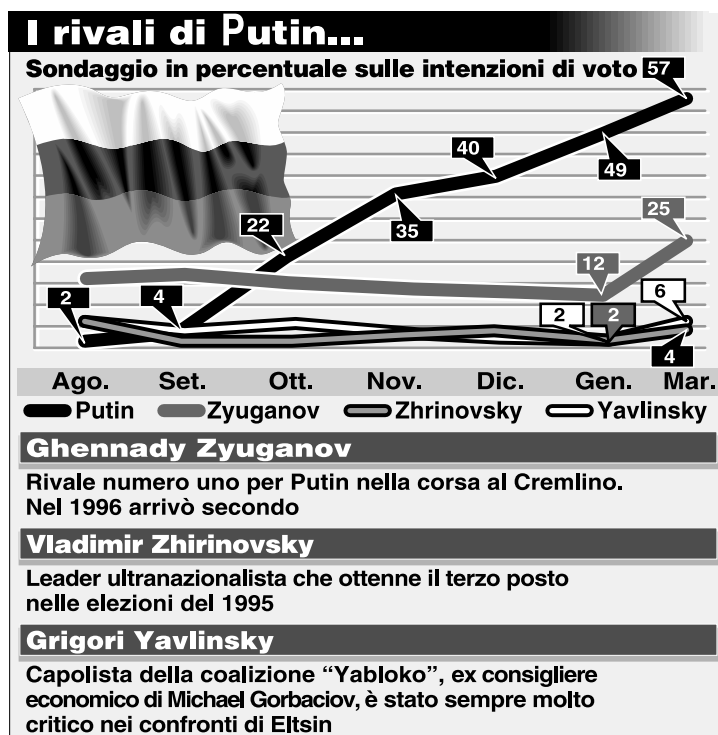 I rivali di Putin...
Sondaggio in percentuale sulle intenzioni di voto 57
40
49
22
35
25
12
2
4
6
2
2
4
Ago. Set. Ott. Nov. Dic. Gen. Mar.
Putin Zyuganov Zhrinovsky Yavlinsky
Ghennady Zyuganov
Rivale numero uno per Putin nella corsa al Cremlino.
Nel 1996 arrivò secondo
Vladimir Zhirinovsky
Leader ultranazionalista che ottenne il terzo posto
nelle elezioni del 1995
Grigori Yavlinsky
Capolista della coalizione “Yabloko”, ex consigliere
economico di Michael Gorbaciov, è stato sempre molto
critico nei confronti di Eltsin